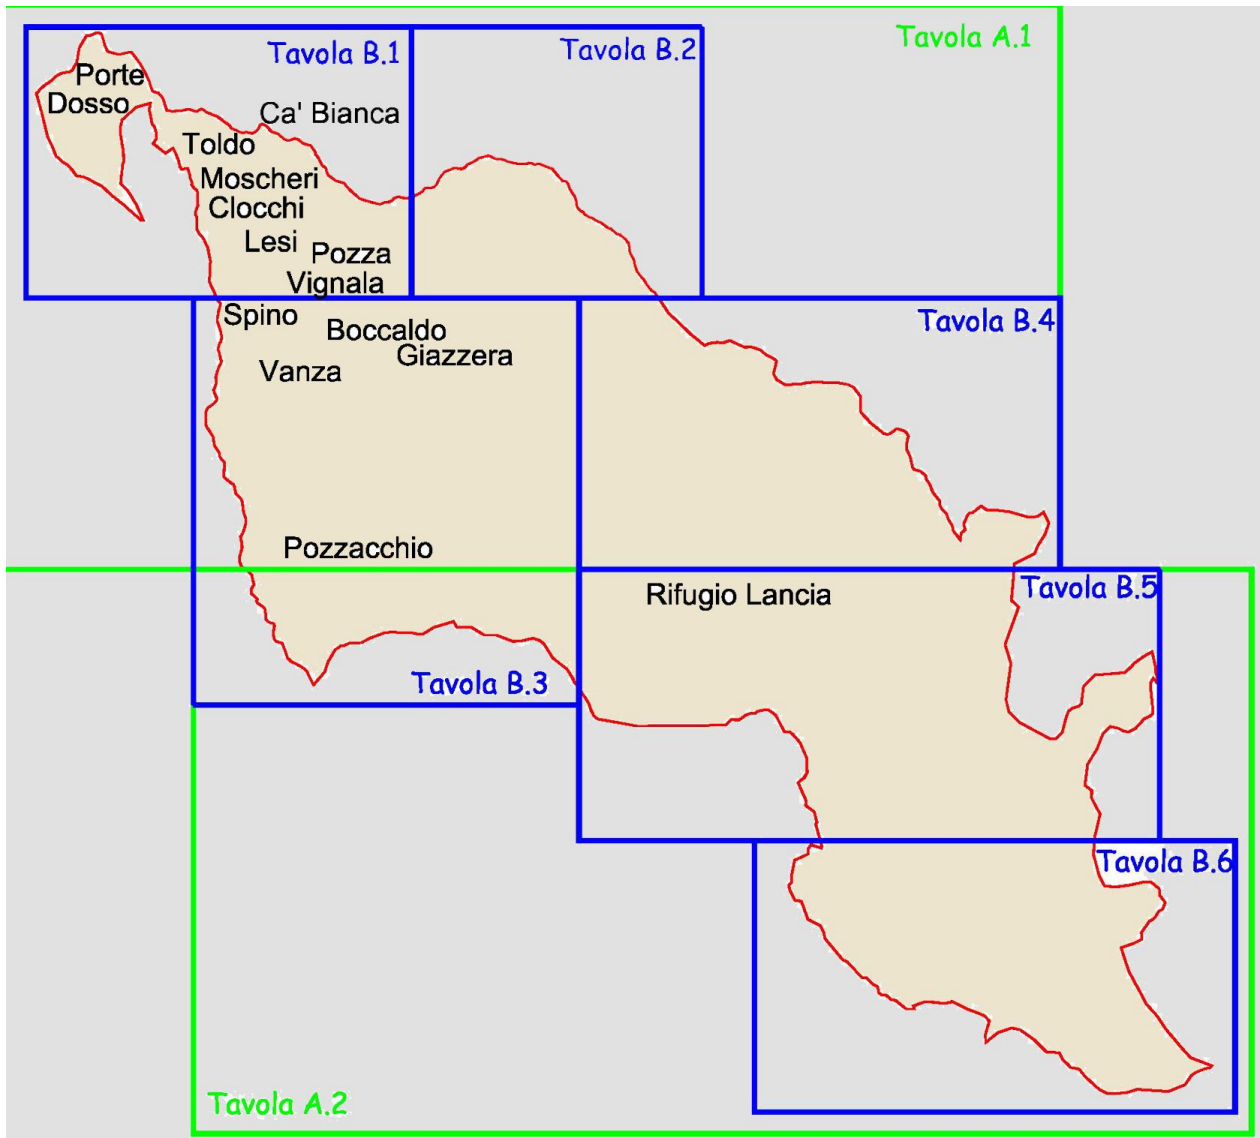 Tavola A.1
Tavola B.1
Tavola B.2
Porte
Dosso
Ca' Bianca
Toldo
Moscheri
Clocchi
Lesi
Pozza
Vignala
Spino
Boccaldo
Giazzera
Vanza
Tavola B.4
Pozzacchio
Rifugio Lancia
Tavola B.5
Tavola B.3
Tavola B.6
Tavola A.2